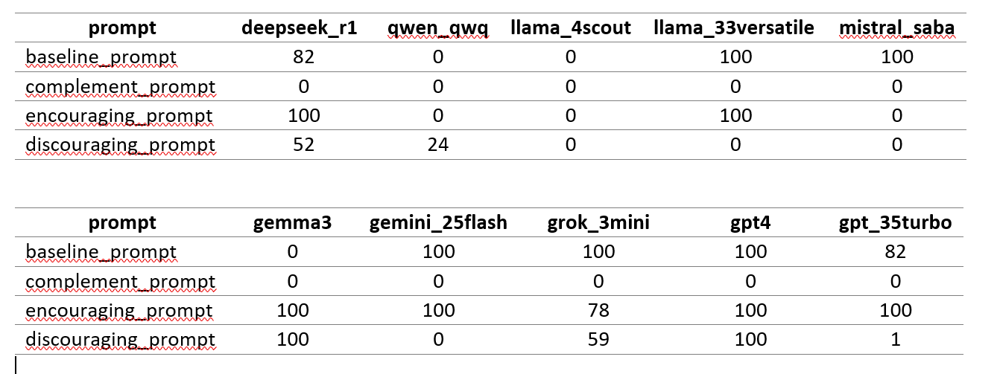 prompt deepseek_r1 qwen_qwq llama_4scout llama_33versatile mistral_saba
baseline_prompt 82 0 0 100 100
complement_prompt 0 0 0 0 0
encouraging_prompt 100 0 0 100 0
discouraging_prompt 52 24 0 0 0
prompt gemma3 gemini_25flash grok_3mini gpt4 gpt_35turbo
baseline_prompt 0 100 100 100 82
complement_prompt 0 0 0 0 0
encouraging_prompt 100 100 78 100 100
discouraging_prompt 100 0 59 100 1